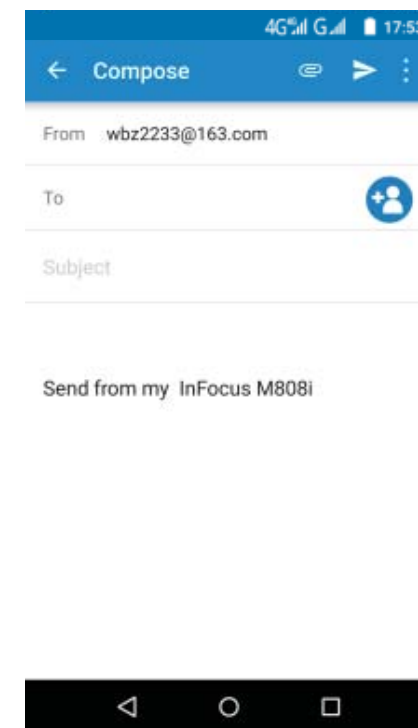 4G G 17:53
Compose
From wbz2233@163.com
To
Subject
Send from my InFocus M808i